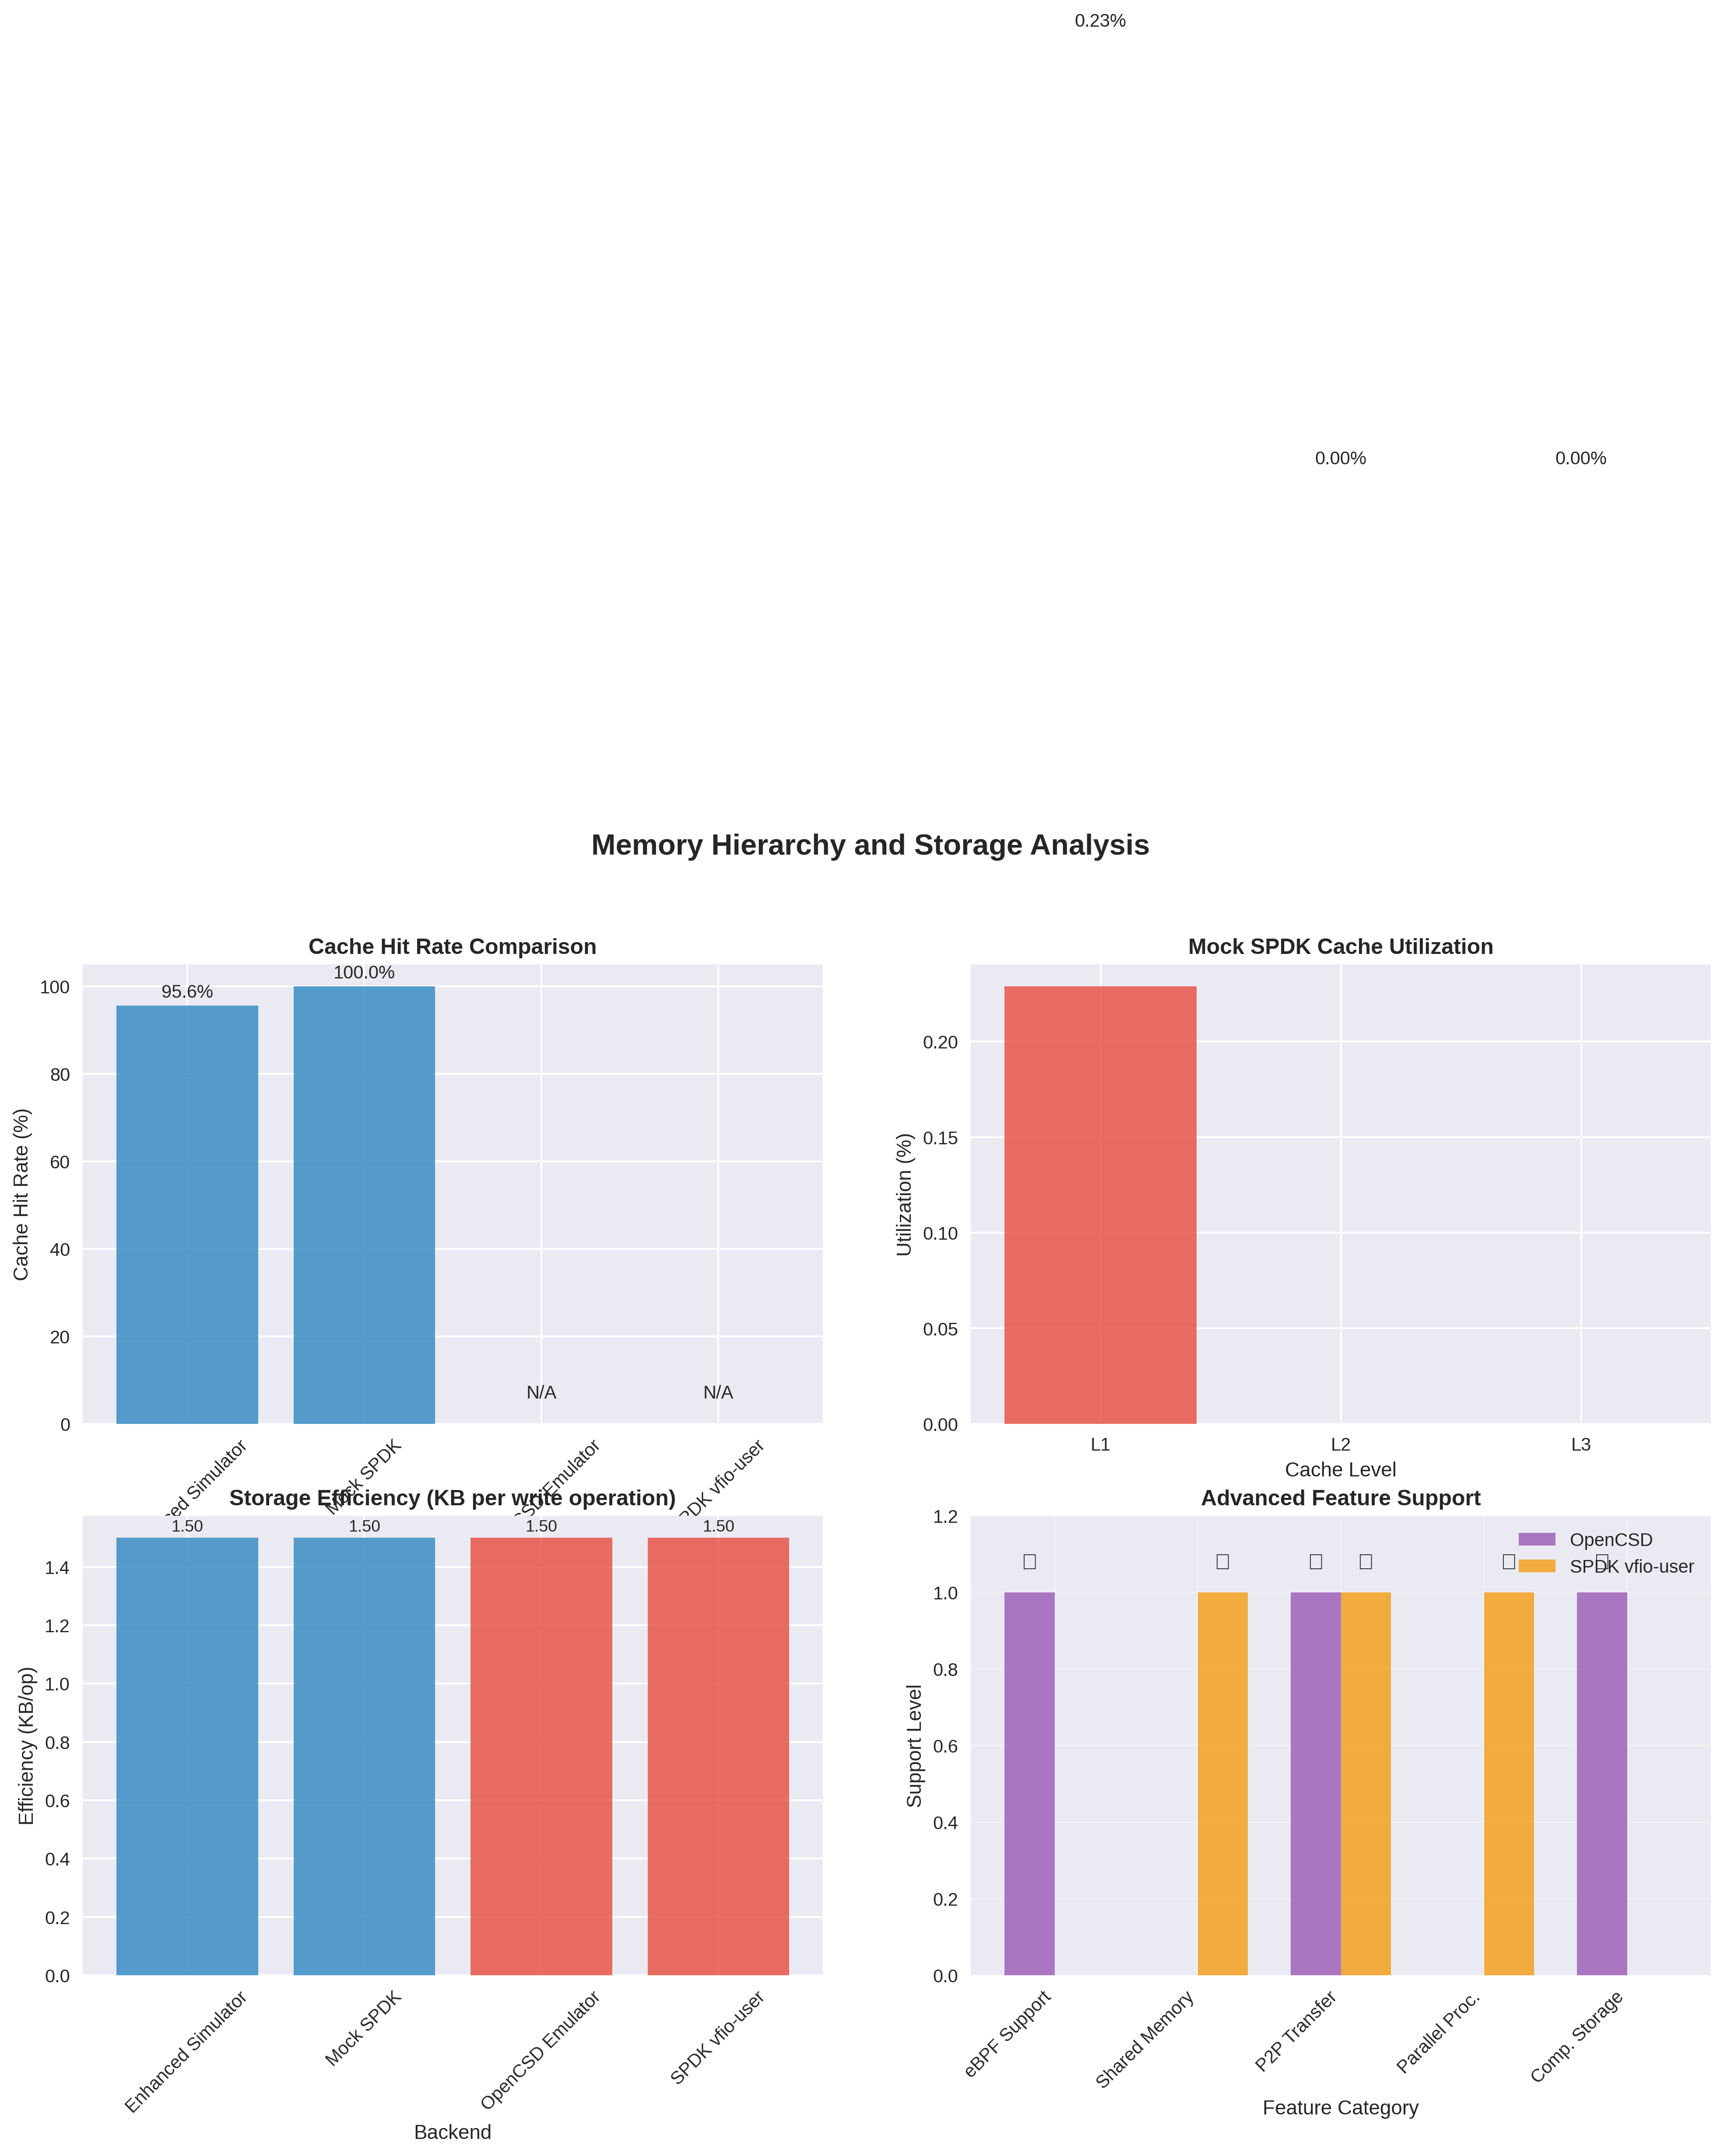 0.23%
0.00% 0.00%
Memory Hierarchy and Storage Analysis
Cache Hit Rate Comparison
Cache Hit Rate (%)
100
80
60
40
20
0
95.6%
100.0%
N/A
N/A
Simulator
Mock SPDK
Emulator
vfio-user
Mock SPDK Cache Utilization
Utilization (%)
0.20
0.15
0.10
0.05
0.00
L1 L2 L3
Cache Level
Storage Efficiency (KB per write operation)
Efficiency (KB/op)
1.4
1.2
1.0
0.8
0.6
0.4
0.2
0.0
1.50 1.50 1.50 1.50
Enhanced Simulator
Mock SPDK
OpenCSD Emulator
SPDK vfio-user
Backend
Advanced Feature Support
Support Level
1.2
1.0
0.8
0.6
0.4
0.2
0.0
OpenCSD
SPDK vfio-user
eBPF Support
Shared Memory
P2P Transfer
Parallel Proc.
Comp. Storage
Feature Category